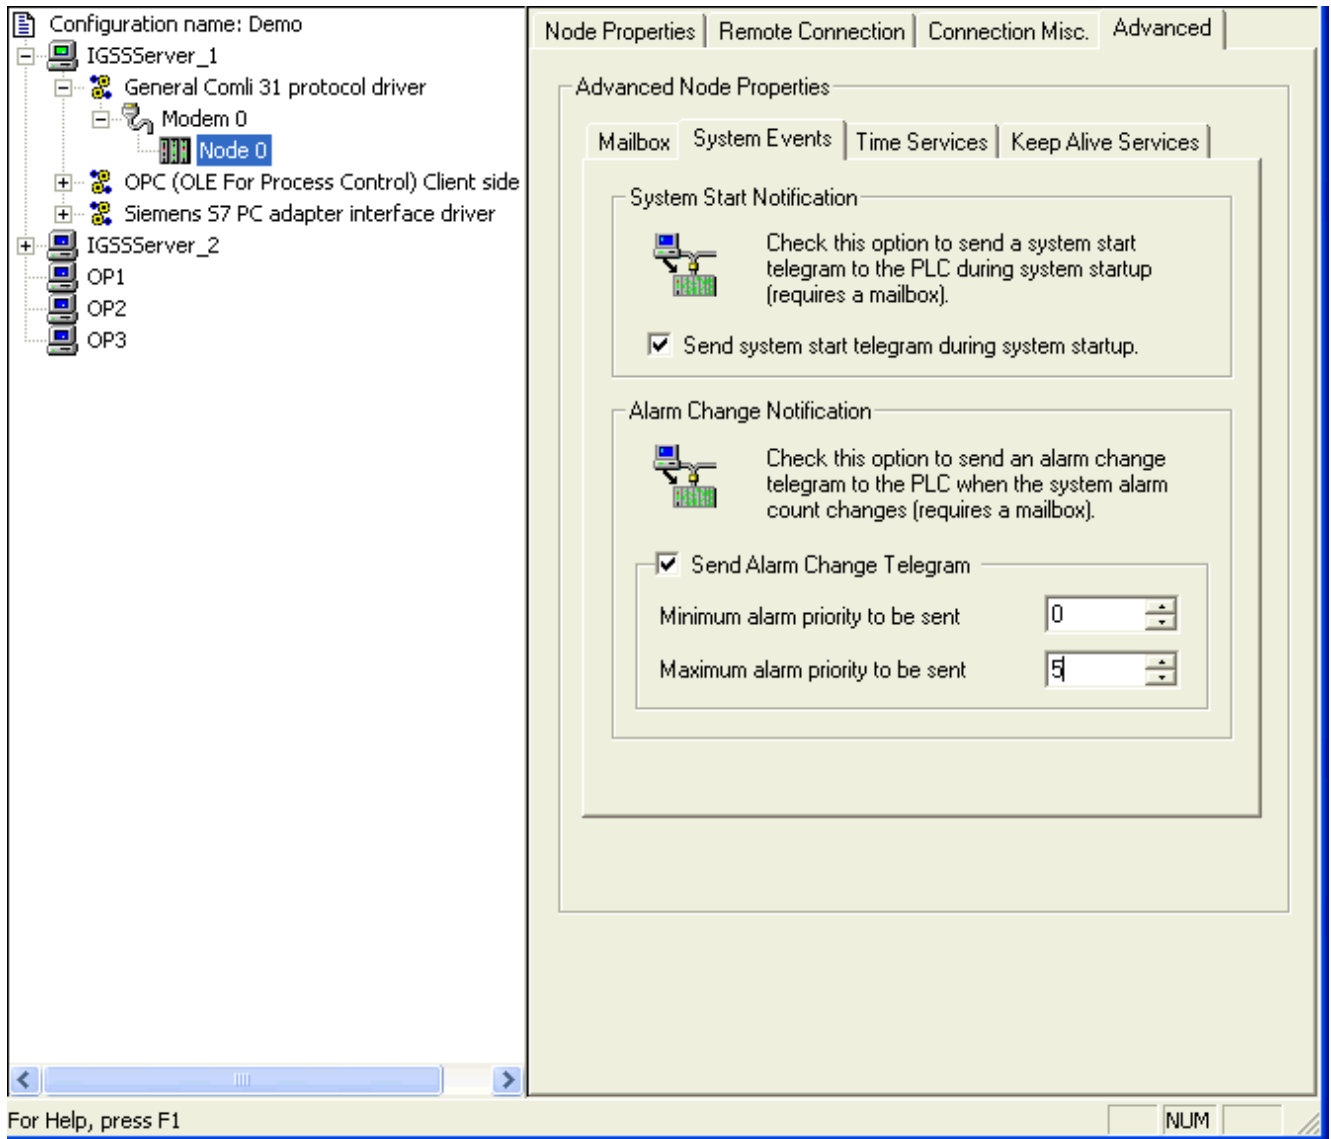 Configuration name: Demo
IGSSServer_1
General Comli 31 protocol driver
Modem 0
Node 0
OPC (OLE For Process Control) Client side
Siemens S7 PC adapter interface driver
IGSSServer_2
OP1
OP2
OP3
Node Properties Remote Connection Connection Misc. Advanced
Advanced Node Properties
Mailbox System Events Time Services Keep Alive Services
System Start Notification
Check this option to send a system start
telegram to the PLC during system startup
(requires a mailbox).
Send system start telegram during system startup.
Alarm Change Notification
Check this option to send an alarm change
telegram to the PLC when the system alarm
count changes (requires a mailbox).
Send Alarm Change Telegram
Minimum alarm priority to be sent 0
Maximum alarm priority to be sent 5
For Help, press F1 NUM